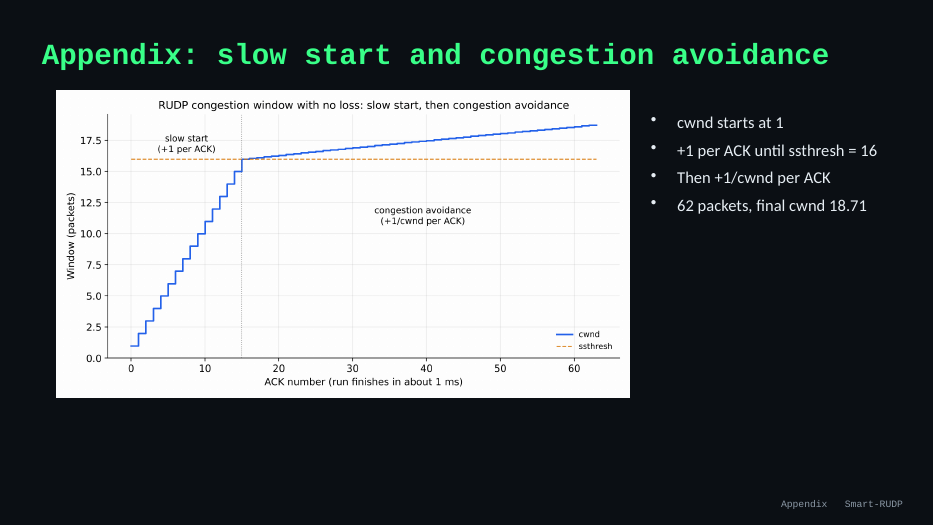 Appendix: slow start and congestion avoidance
RUDP congestion window with no loss: slow start, then congestion avoidance
slow start
(+1 per ACK)
congestion avoidance
(+1/cwnd per ACK)
Window (packets)
17.5
15.0
12.5
10.0
7.5
5.0
2.5
0.0
0 10 20 30 40 50 60
ACK number (run finishes in about 1 ms)
cwnd
ssthresh
• cwnd starts at 1
• +1 per ACK until ssthresh = 16
• Then +1/cwnd per ACK
• 62 packets, final cwnd 18.71
Appendix Smart-RUDP